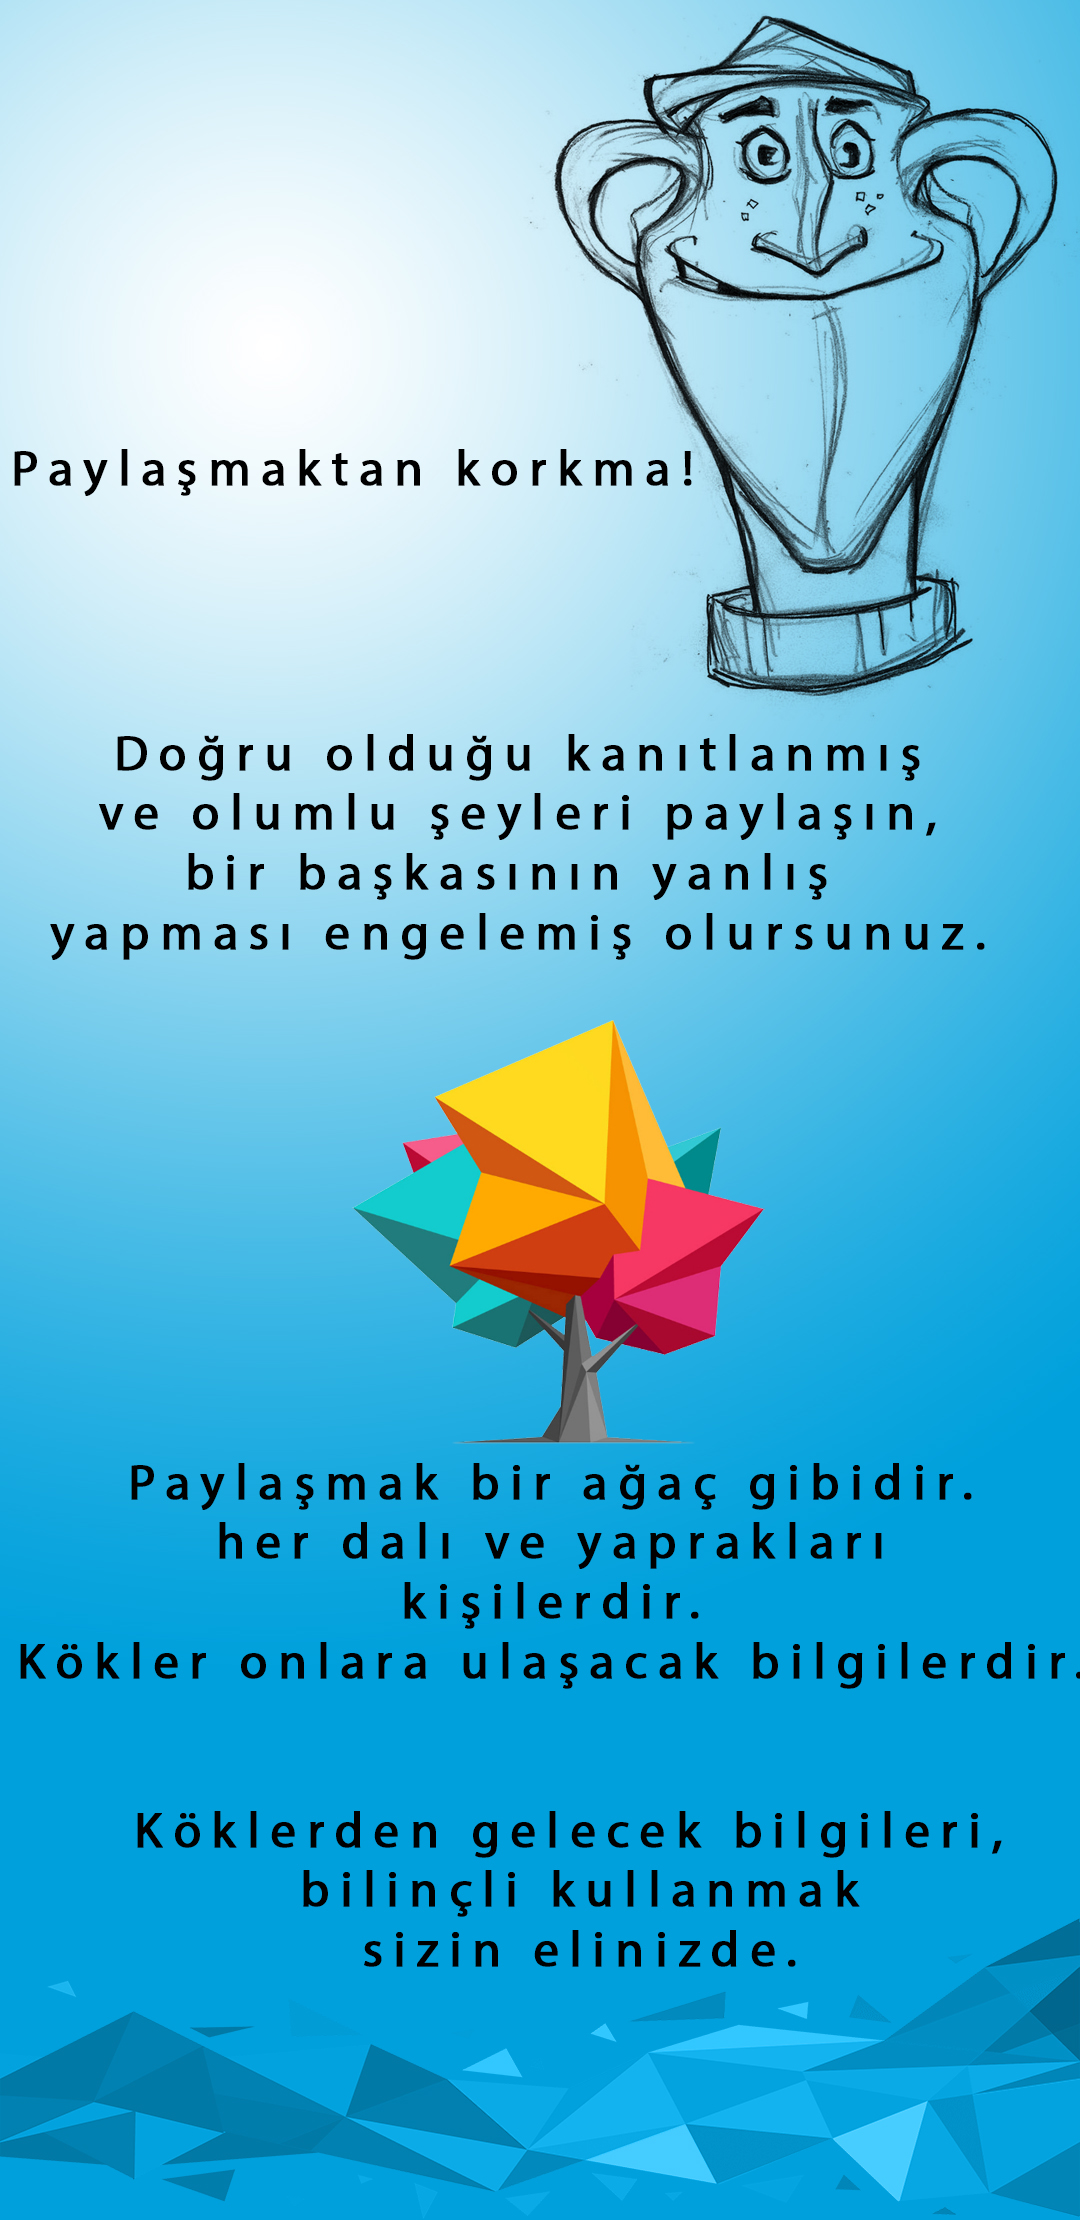 Paylaşmaktan korkma!
Doğru olduğu kanıtlanmış
ve olumlu şeyleri paylaşın,
bir başkasının yanlış
yapması engelemiş olursunuz.
Paylaşmak bir ağaç gibidir.
her dalı ve yaprakları
kişilerdir.
Kökler onlara ulaşacak bilgilerdir.
Köklerden gelecek bilgileri,
bilinçli kullanmak
sizin elinizde.